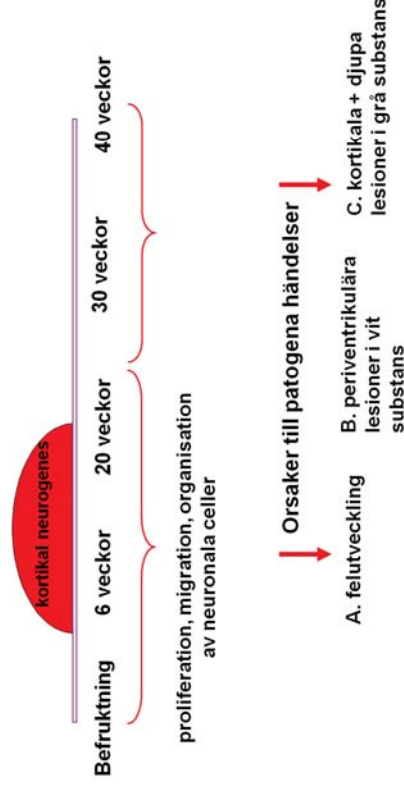 kortikal neurogenes
Befruktning 6 veckor 20 veckor 30 veckor 40 veckor
proliferation, migration, organisation
av neuronala celler
Orsaker till patogena händelser
A. felutveckling
B. periventrikulära
lesioner i vit
substans
C. kortikala + djupa
lesioner i grå substans